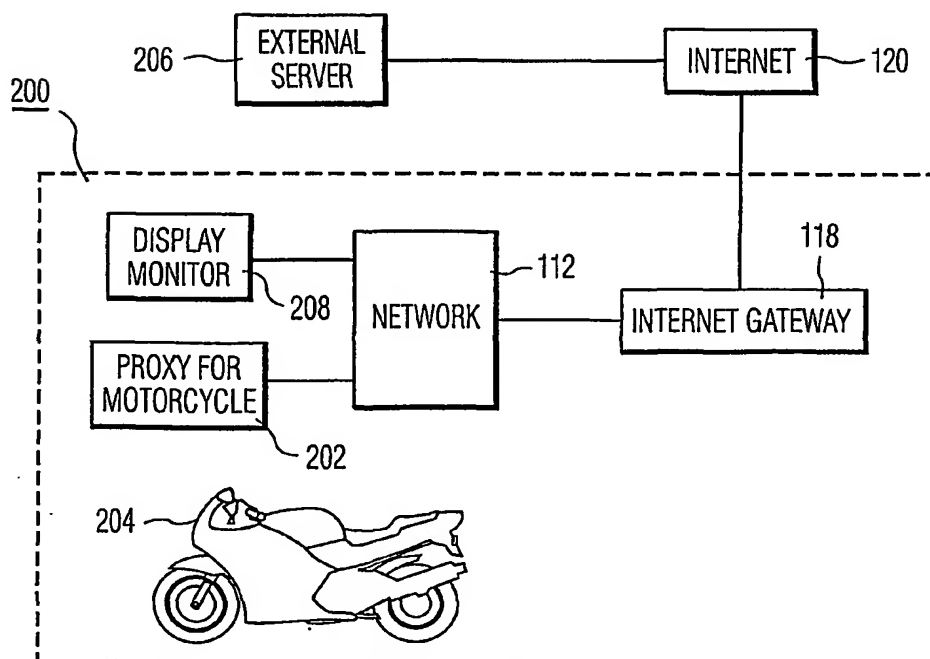 EXTERNAL
SERVER
206
INTERNET
120
200
DISPLAY
MONITOR
208
NETWORK
112
118
INTERNET GATEWAY
PROXY FOR
MOTORCYCLE
202
204